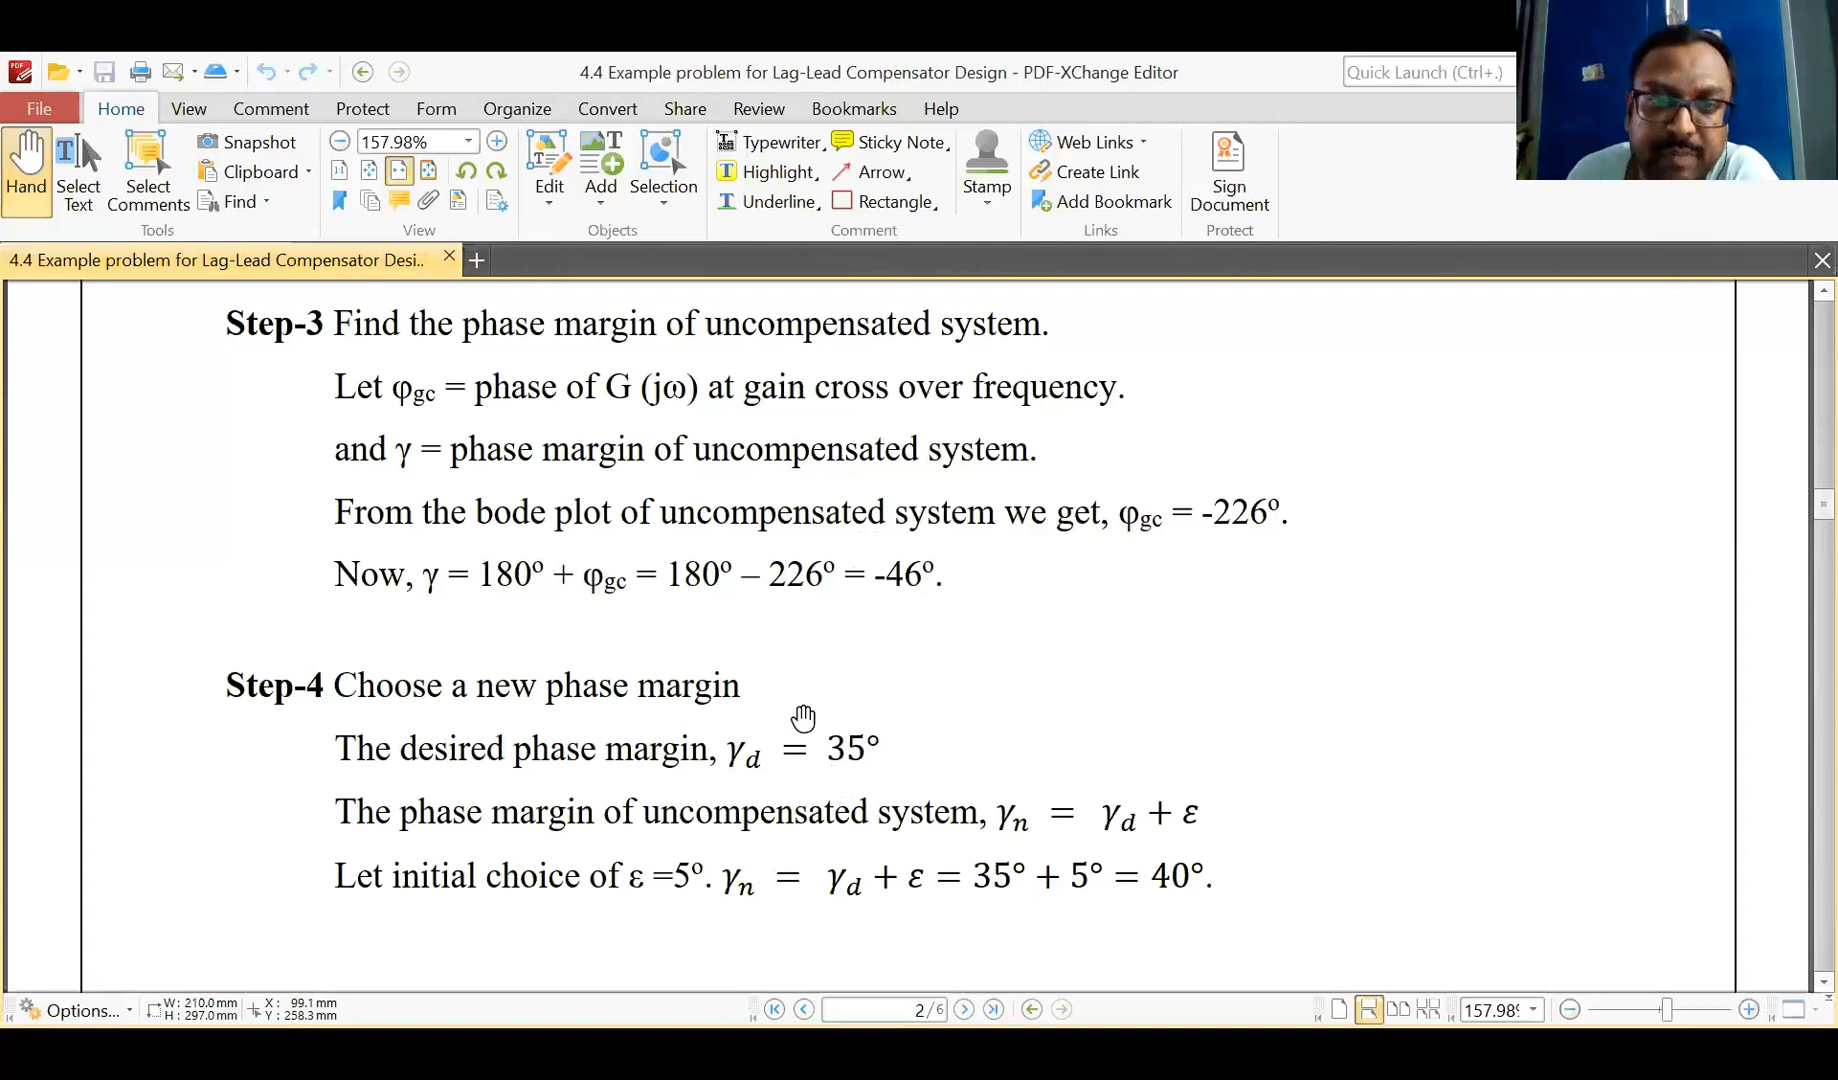 4.4 Example problem for Lag-Lead Compensator Design - PDF-XChange Editor
Quick Launch (Ctrl+.)
File Home View Comment Protect Form Organize Convert Share Review Bookmarks Help
Hand
Select Text
Select Comments
Snapshot
Clipboard
Find
Tools
157.98%
View
Edit
Add
Selection
Objects
Typewriter
Highlight
Underline
Sticky Note
Arrow
Rectangle
Stamp
Comment
Web Links
Create Link
Add Bookmark
Links
Sign Document
Protect
4.4 Example problem for Lag-Lead Compensator Desi..
Step-3 Find the phase margin of uncompensated system.
Let φgc = phase of G (jω) at gain cross over frequency.
and γ = phase margin of uncompensated system.
From the bode plot of uncompensated system we get, φgc = -226º.
Now, γ = 180º + φgc = 180º – 226º = -46º.
Step-4 Choose a new phase margin
The desired phase margin, γd = 35°
The phase margin of uncompensated system, γn = γd + ε
Let initial choice of ε =5º. γn = γd + ε = 35° + 5° = 40°.
Options...
W: 210.0 mm
H: 297.0 mm
X: 99.1 mm
Y: 258.3 mm
2/6
157.98%